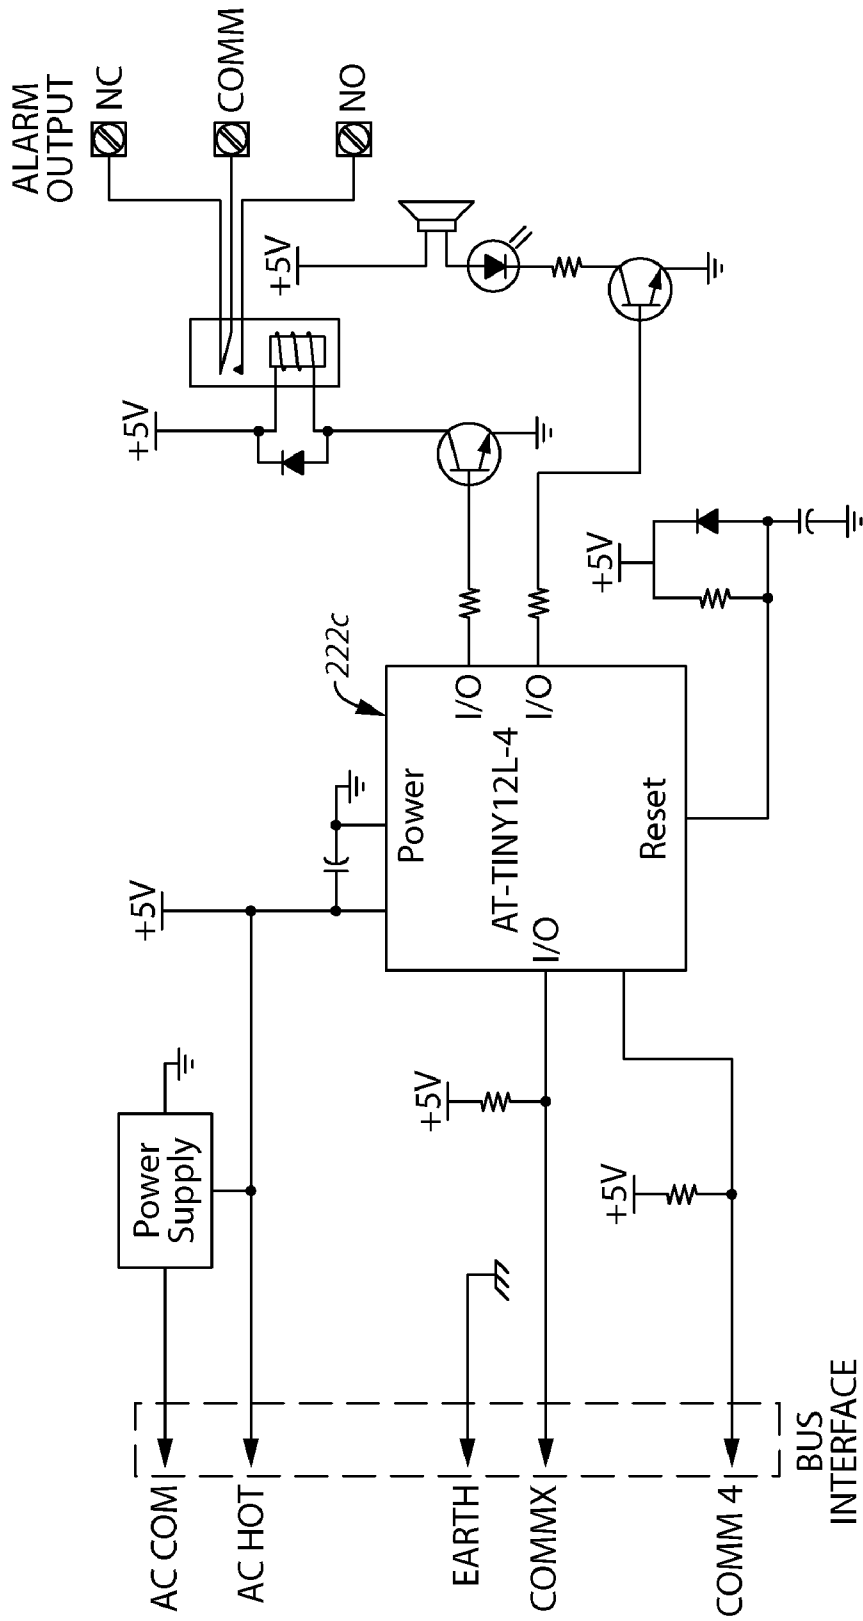 ALARM
OUTPUT
NC
COMM
NO
+5V
+5V
+5V
222c
I/O
I/O
Power
AT-TINY12L-4
Reset
I/O
+5V
Power
Supply
+5V
+5V
AC COM
AC HOT
EARTH
COMMX
COMM 4
BUS
INTERFACE